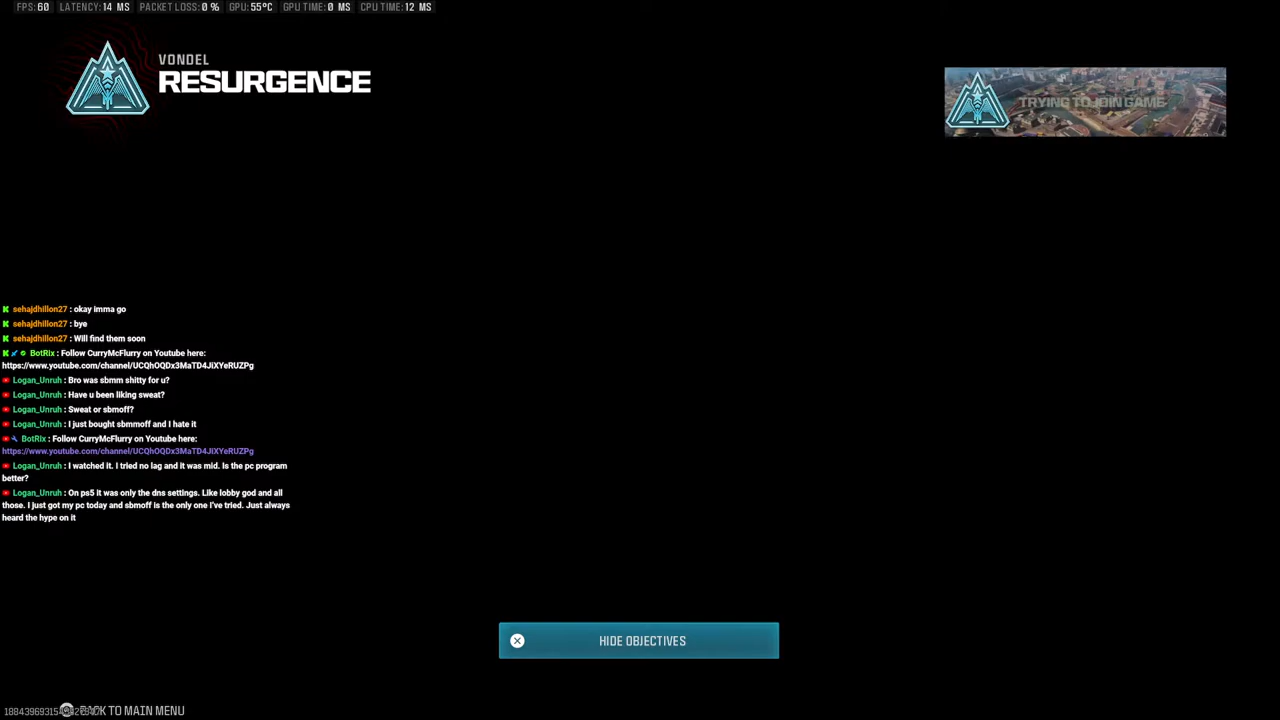 FPS: 60 LATENCY: 14 MS PACKET LOSS: 0 % GPU: 55°C GPU TIME: 0 MS CPU TIME: 12 MS
VONDEL
RESURGENCE
TRYING TO JOIN GAME
sehajdhillon27 : okay imma go
sehajdhillon27 : bye
sehajdhillon27 : Will find them soon
BotRix : Follow CurryMcFlurry on Youtube here:
https://www.youtube.com/channel/UCQhOQDx3MaTD4JiXYeRUZPg
Logan_Unruh : Bro was sbmm shitty for u?
Logan_Unruh : Have u been liking sweat?
Logan_Unruh : Sweat or sbmoff?
Logan_Unruh : I just bought sbmmoff and I hate it
BotRix : Follow CurryMcFlurry on Youtube here:
https://www.youtube.com/channel/UCQhOQDx3MaTD4JiXYeRUZPg
Logan_Unruh : I watched it. I tried no lag and it was mid. Is the pc program
better?
Logan_Unruh : On ps5 it was only the dns settings. Like lobby god and all
those. I just got my pc today and sbmoff is the only one I've tried. Just always
heard the hype on it
HIDE OBJECTIVES
BACK TO MAIN MENU